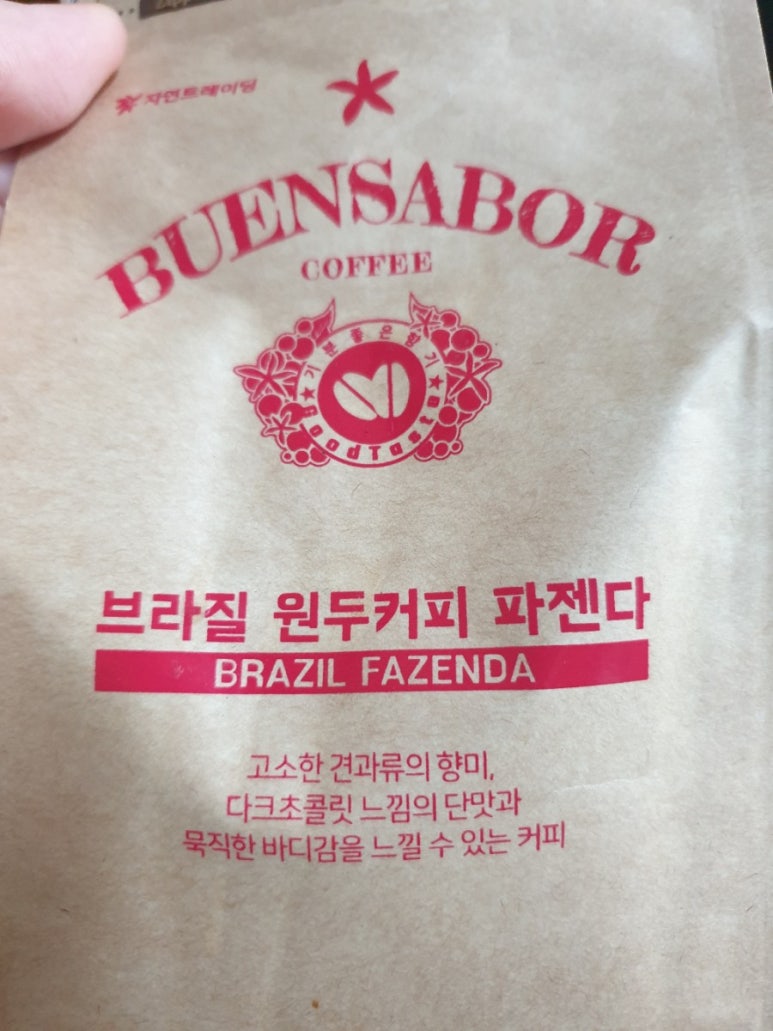 자연트레이딩
BUENSABOR
COFFEE
기분좋은향기
GoodTaste
브라질 원두커피 파젠다
BRAZIL FAZENDA
고소한 견과류의 향미,
다크초콜릿 느낌의 단맛과
묵직한 바디감을 느낄 수 있는 커피